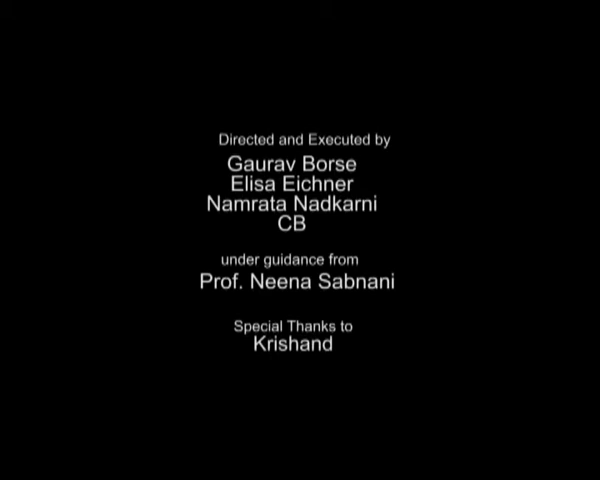 Directed and Executed by
Gaurav Borse
Elisa Eichner
Namrata Nadkarni
CB
under guidance from
Prof. Neena Sabnani
Special Thanks to
Krishand